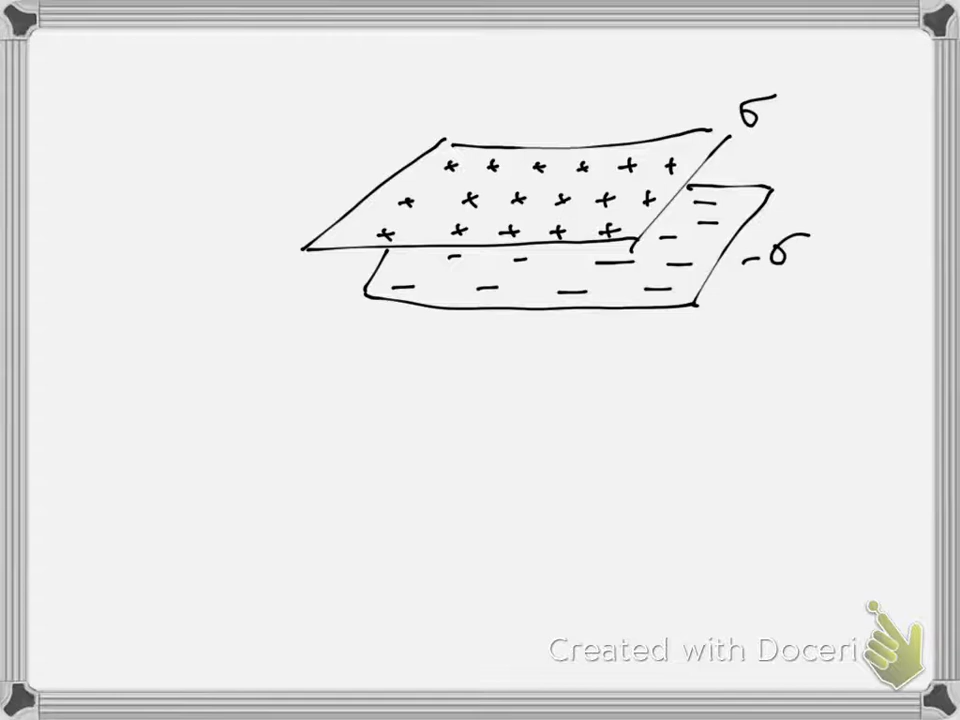 σ
+ + + + + +
+ + + + + +
+ + + + +
− −
− − − − −
− − − −
-σ
Created with Doceri